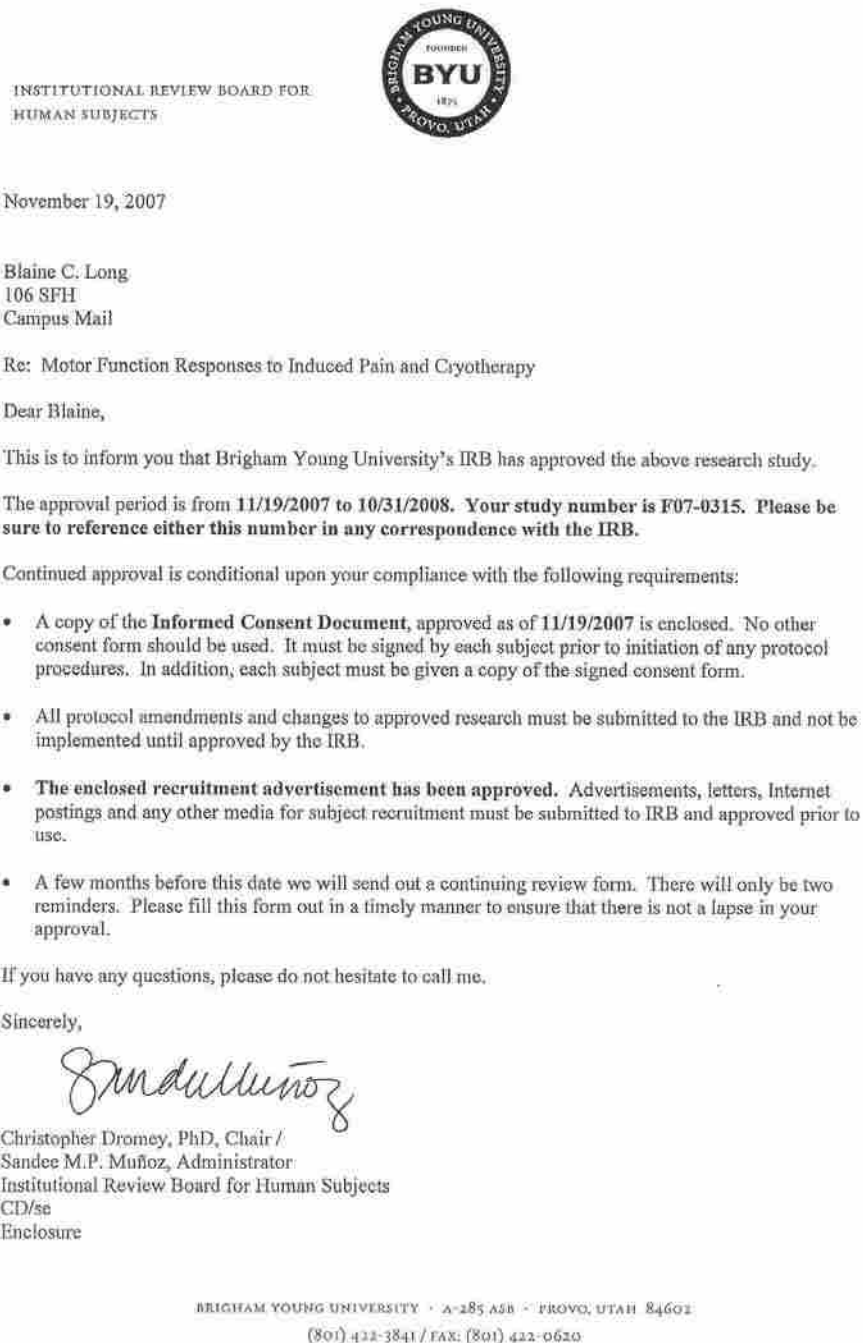 BRIGHAM YOUNG UNIVERSITY
FOUNDED
BYU
1875
PROVO, UTAH
INSTITUTIONAL REVIEW BOARD FOR
HUMAN SUBJECTS
November 19, 2007
Blaine C. Long
106 SFH
Campus Mail
Re: Motor Function Responses to Induced Pain and Cryotherapy
Dear Blaine,
This is to inform you that Brigham Young University's IRB has approved the above research study.
The approval period is from 11/19/2007 to 10/31/2008. Your study number is F07-0315. Please be
sure to reference either this number in any correspondence with the IRB.
Continued approval is conditional upon your compliance with the following requirements:
• A copy of the Informed Consent Document, approved as of 11/19/2007 is enclosed. No other
consent form should be used. It must be signed by each subject prior to initiation of any protocol
procedures. In addition, each subject must be given a copy of the signed consent form.
• All protocol amendments and changes to approved research must be submitted to the IRB and not be
implemented until approved by the IRB.
• The enclosed recruitment advertisement has been approved. Advertisements, letters, Internet
postings and any other media for subject recruitment must be submitted to IRB and approved prior to
use.
• A few months before this date we will send out a continuing review form. There will only be two
reminders. Please fill this form out in a timely manner to ensure that there is not a lapse in your
approval.
If you have any questions, please do not hesitate to call me.
Sincerely,
Christopher Dromey, PhD, Chair /
Sandee M.P. Muñoz, Administrator
Institutional Review Board for Human Subjects
CD/se
Enclosure
BRIGHAM YOUNG UNIVERSITY · A-285 ASB · PROVO, UTAH 84602
(801) 422-3841 / FAX: (801) 422-0620